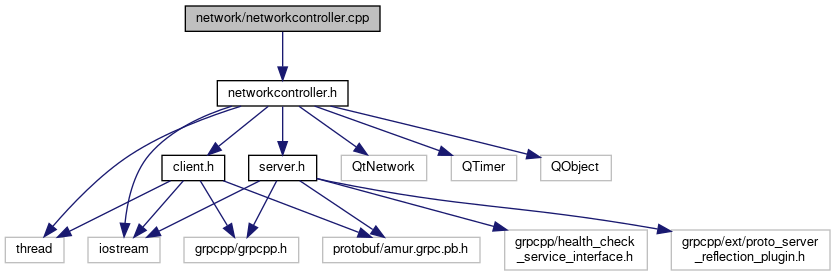 network/networkcontroller.cpp
networkcontroller.h
client.h
server.h
QtNetwork
QTimer
QObject
thread
iostream
grpcpp/grpcpp.h
protobuf/amur.grpc.pb.h
grpcpp/health_check
_service_interface.h
grpcpp/ext/proto_server
_reflection_plugin.h